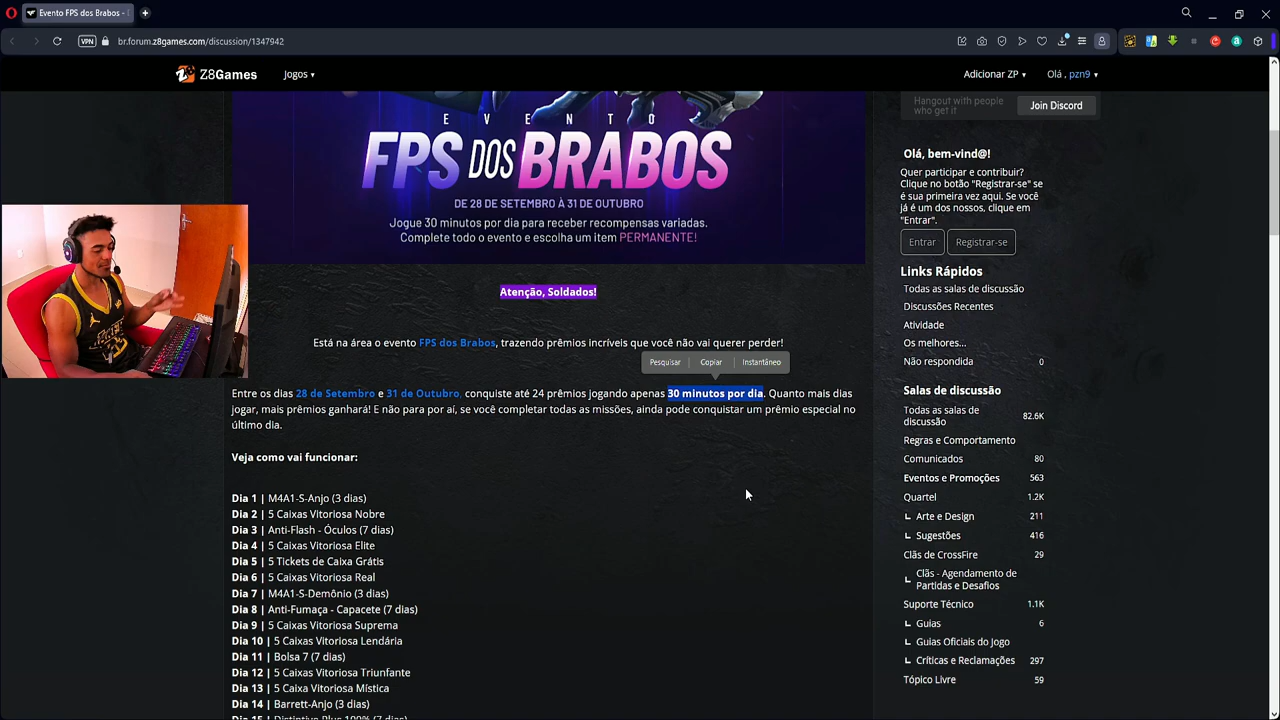 Evento FPS dos Brabos - 
VPN br.forum.z8games.com/discussion/1347942
Z8Games Jogos Adicionar ZP Olá , pzn9
EVENTO
FPS DOS BRABOS
DE 28 DE SETEMBRO À 31 DE OUTUBRO
Jogue 30 minutos por dia para receber recompensas variadas.
Complete todo o evento e escolha um item PERMANENTE!
Atenção, Soldados!
Está na área o evento FPS dos Brabos, trazendo prêmios incríveis que você não vai querer perder!
Pesquisar Copiar Instantâneo
Entre os dias 28 de Setembro e 31 de Outubro, conquiste até 24 prêmios jogando apenas 30 minutos por dia. Quanto mais dias
jogar, mais prêmios ganhará! E não para por aí, se você completar todas as missões, ainda pode conquistar um prêmio especial no
último dia.
Veja como vai funcionar:
Dia 1 | M4A1-S-Anjo (3 dias)
Dia 2 | 5 Caixas Vitoriosa Nobre
Dia 3 | Anti-Flash - Óculos (7 dias)
Dia 4 | 5 Caixas Vitoriosa Elite
Dia 5 | 5 Tickets de Caixa Grátis
Dia 6 | 5 Caixas Vitoriosa Real
Dia 7 | M4A1-S-Demônio (3 dias)
Dia 8 | Anti-Fumaça - Capacete (7 dias)
Dia 9 | 5 Caixas Vitoriosa Suprema
Dia 10 | 5 Caixas Vitoriosa Lendária
Dia 11 | Bolsa 7 (7 dias)
Dia 12 | 5 Caixas Vitoriosa Triunfante
Dia 13 | 5 Caixa Vitoriosa Mística
Dia 14 | Barrett-Anjo (3 dias)
Dia 15 | Distintivo Plus 100% (7 dias)
Hangout with people
who get it
Join Discord
Olá, bem-vind@!
Quer participar e contribuir?
Clique no botão "Registrar-se" se
é sua primeira vez aqui. Se você
já é um dos nossos, clique em
"Entrar".
Entrar Registrar-se
Links Rápidos
Todas as salas de discussão
Discussões Recentes
Atividade
Os melhores...
Não respondida 0
Salas de discussão
Todas as salas de
discussão 82.6K
Regras e Comportamento
Comunicados 80
Eventos e Promoções 563
Quartel 1.2K
Arte e Design 211
Sugestões 416
Clãs de CrossFire 29
Clãs - Agendamento de
Partidas e Desafios
Suporte Técnico 1.1K
Guias 6
Guias Oficiais do Jogo
Críticas e Reclamações 297
Tópico Livre 59